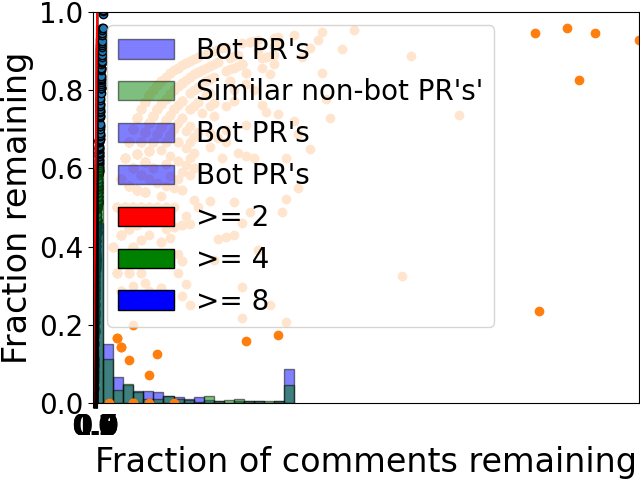 1.0
0.8
0.6
0.4
0.2
0.0
Fraction remaining
Bot PR's
Similar non-bot PR's'
Bot PR's
Bot PR's
>= 2
>= 4
>= 8
Fraction of comments remaining